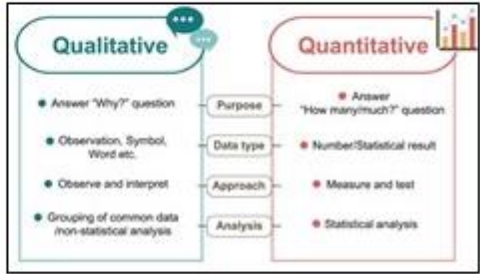 Qualitative
Quantitative
Answer "Why?" question
Purpose
Answer
"How many/much?" question
Observation, Symbol,
Word etc.
Data type
Number/Statistical result
Observe and interpret
Approach
Measure and test
Grouping of common data
/non-statistical analysis
Analysis
Statistical analysis